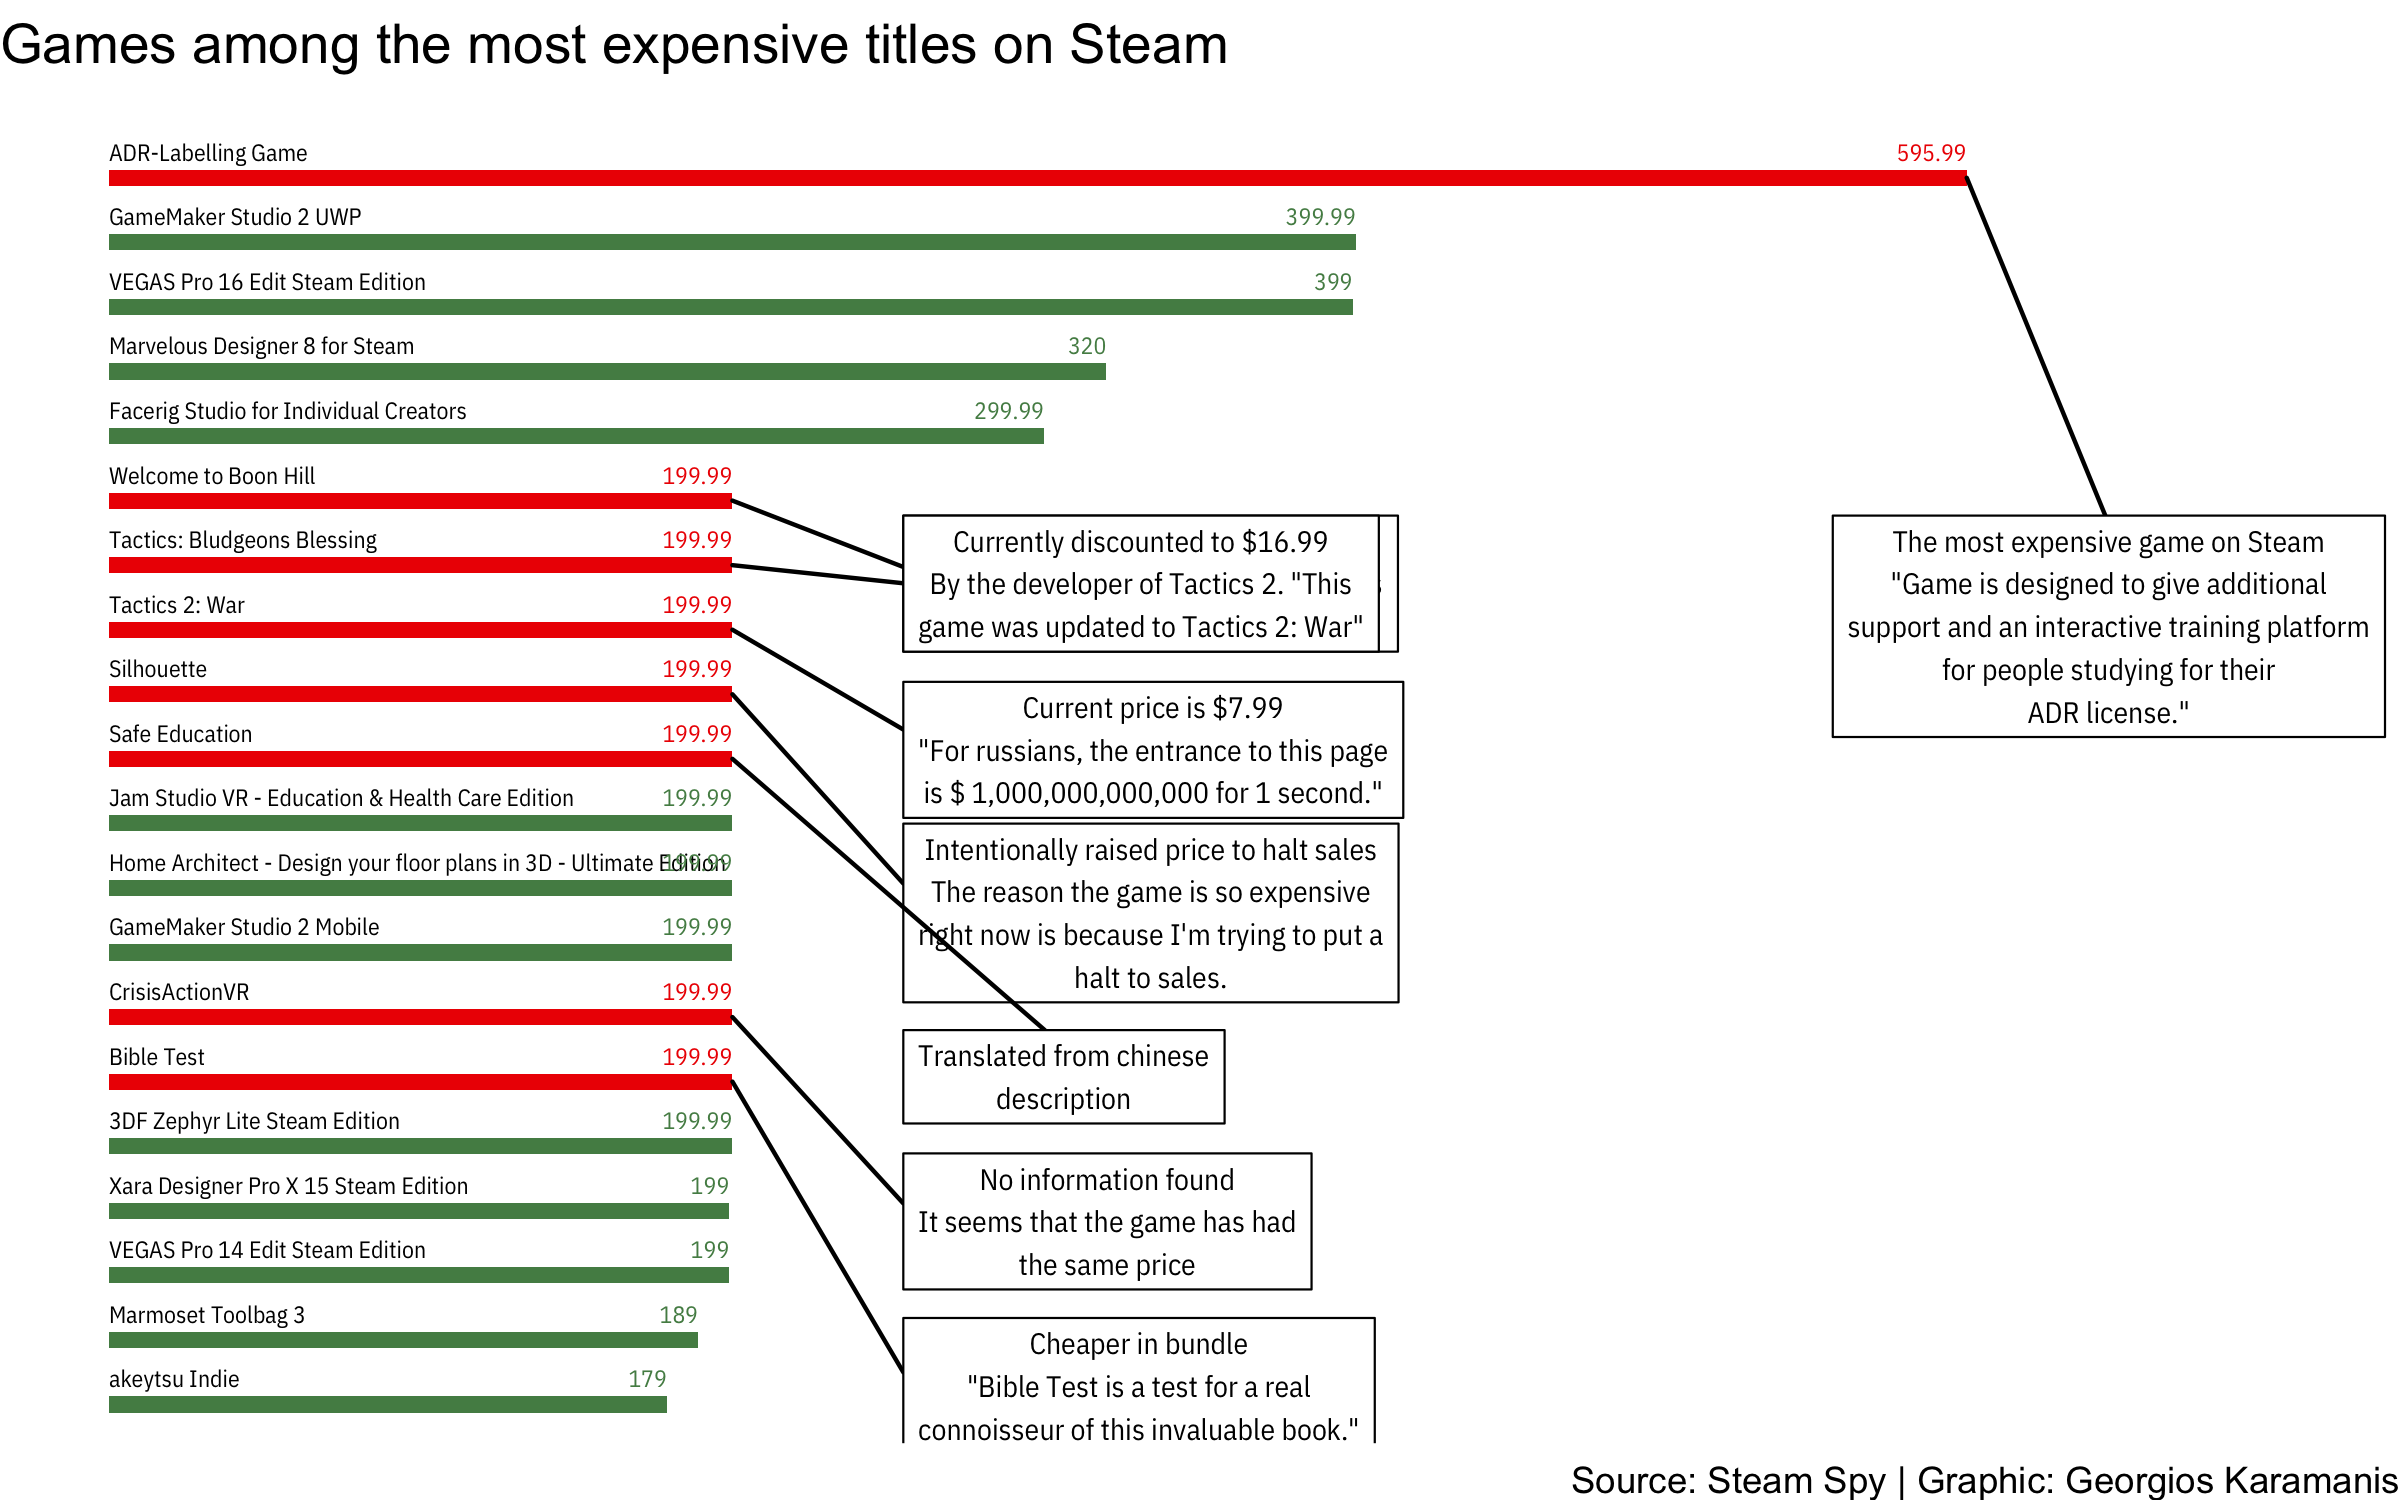 Games among the most expensive titles on Steam
ADR-Labelling Game
595.99
GameMaker Studio 2 UWP
399.99
VEGAS Pro 16 Edit Steam Edition
399
Marvelous Designer 8 for Steam
320
Facerig Studio for Individual Creators
299.99
Welcome to Boon Hill
199.99
Tactics: Bludgeons Blessing
199.99
Tactics 2: War
199.99
Silhouette
199.99
Safe Education
199.99
Jam Studio VR - Education & Health Care Edition
199.99
Home Architect - Design your floor plans in 3D - Ultimate Edition
199.99
GameMaker Studio 2 Mobile
199.99
CrisisActionVR
199.99
Bible Test
199.99
3DF Zephyr Lite Steam Edition
199.99
Xara Designer Pro X 15 Steam Edition
199
VEGAS Pro 14 Edit Steam Edition
199
Marmoset Toolbag 3
189
akeytsu Indie
179
Currently discounted to $16.99
By the developer of Tactics 2. "This
game was updated to Tactics 2: War"
Current price is $7.99
"For russians, the entrance to this page
is $ 1,000,000,000,000 for 1 second."
Intentionally raised price to halt sales
The reason the game is so expensive
right now is because I'm trying to put a
halt to sales.
Translated from chinese
description
No information found
It seems that the game has had
the same price
Cheaper in bundle
"Bible Test is a test for a real
connoisseur of this invaluable book."
The most expensive game on Steam
"Game is designed to give additional
support and an interactive training platform
for people studying for their
ADR license."
Source: Steam Spy | Graphic: Georgios Karamanis